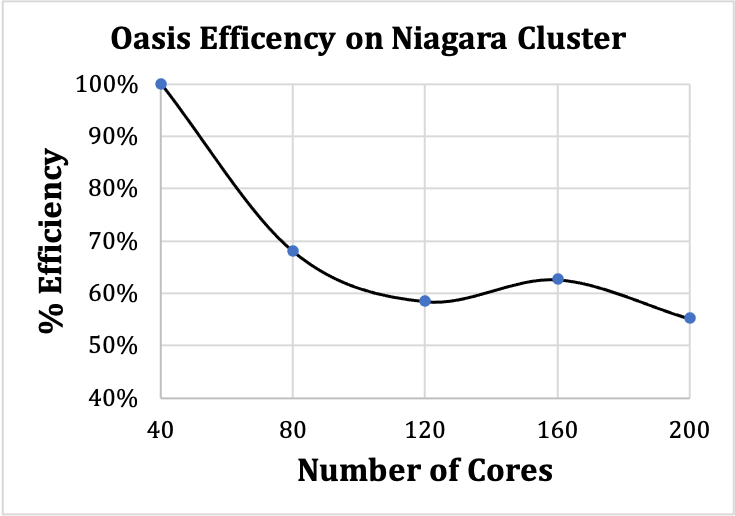 Oasis Efficency on Niagara Cluster
100%
90%
80%
70%
60%
50%
40%
% Efficiency
40 80 120 160 200
Number of Cores